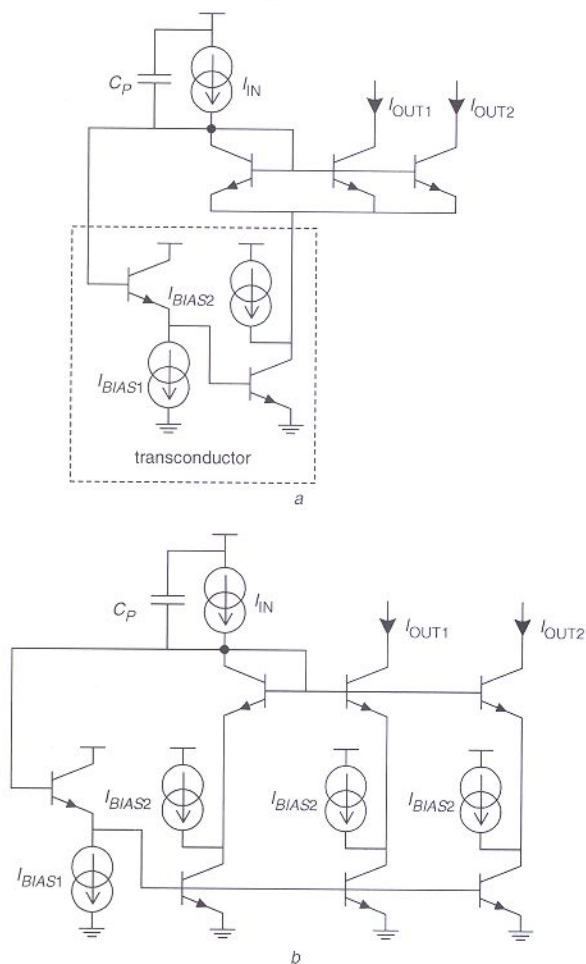 C_P
I_IN
I_OUT1
I_OUT2
I_BIAS2
I_BIAS1
transconductor
a
C_P
I_IN
I_OUT1
I_OUT2
I_BIAS2
I_BIAS2
I_BIAS2
I_BIAS1
b